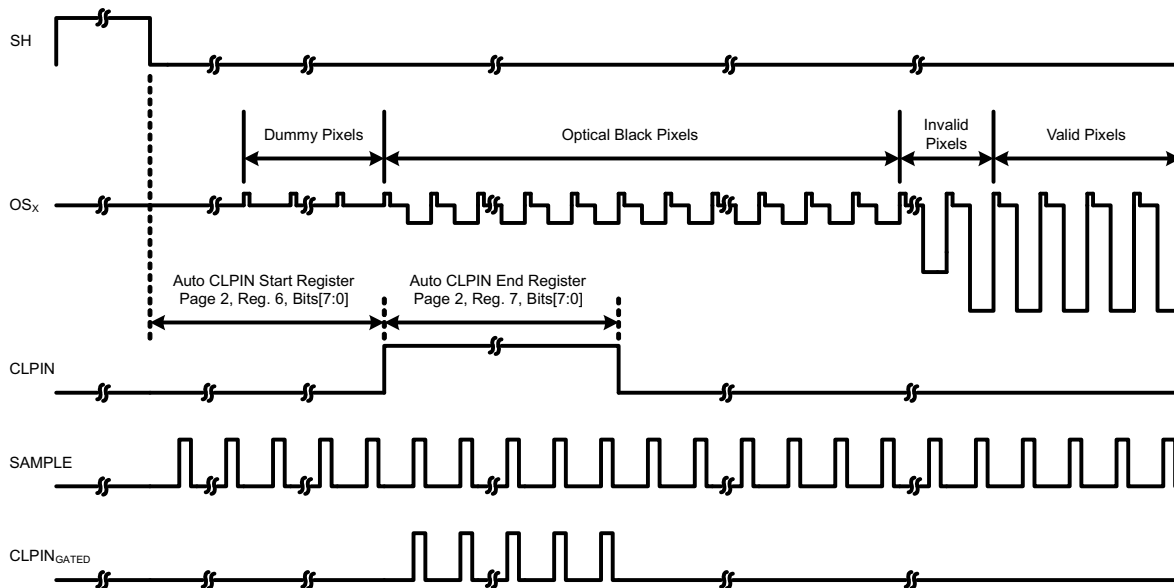 SH
Dummy Pixels
Optical Black Pixels
Invalid
Pixels
Valid Pixels
OSX
Auto CLPIN Start Register
Page 2, Reg. 6, Bits[7:0]
Auto CLPIN End Register
Page 2, Reg. 7, Bits[7:0]
CLPIN
SAMPLE
CLPINGATED